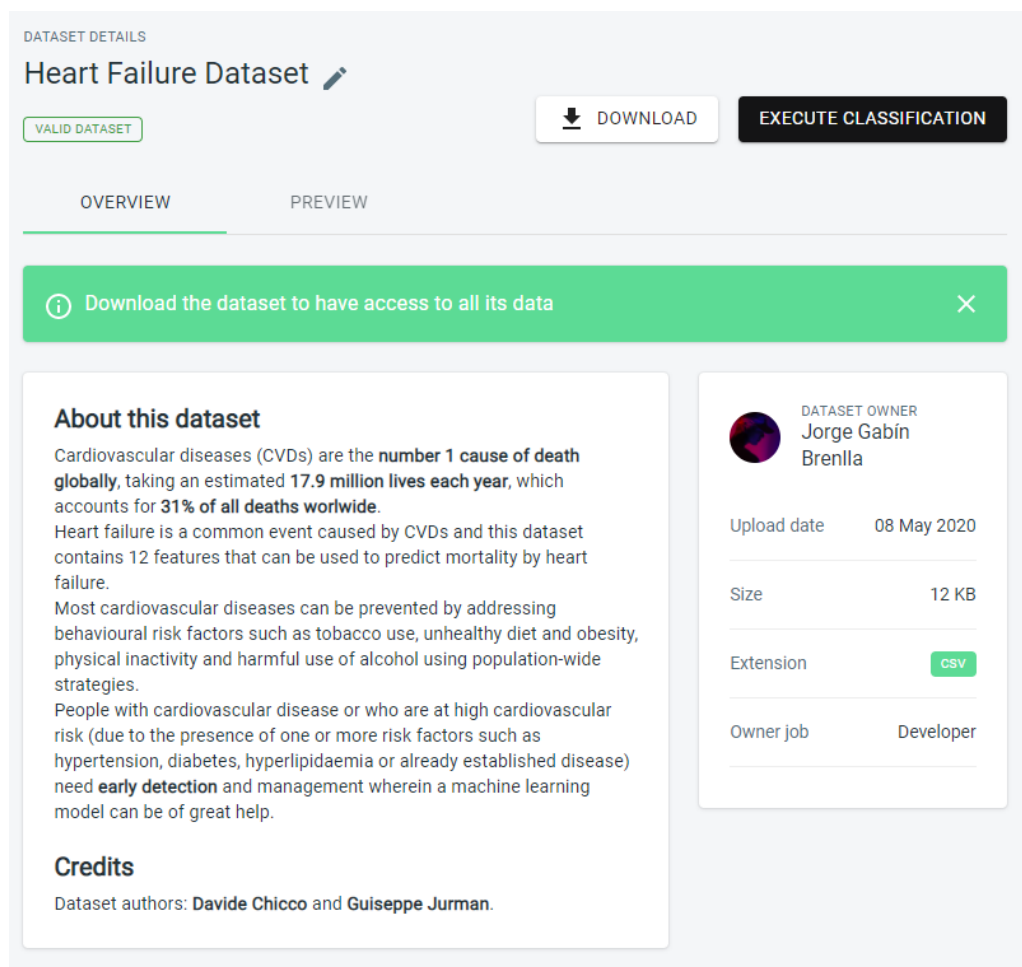 DATASET DETAILS
Heart Failure Dataset
VALID DATASET
DOWNLOAD
EXECUTE CLASSIFICATION
OVERVIEW
PREVIEW
Download the dataset to have access to all its data
About this dataset
Cardiovascular diseases (CVDs) are the number 1 cause of death
globally, taking an estimated 17.9 million lives each year, which
accounts for 31% of all deaths worlwide.
Heart failure is a common event caused by CVDs and this dataset
contains 12 features that can be used to predict mortality by heart
failure.
Most cardiovascular diseases can be prevented by addressing
behavioural risk factors such as tobacco use, unhealthy diet and obesity,
physical inactivity and harmful use of alcohol using population-wide
strategies.
People with cardiovascular disease or who are at high cardiovascular
risk (due to the presence of one or more risk factors such as
hypertension, diabetes, hyperlipidaemia or already established disease)
need early detection and management wherein a machine learning
model can be of great help.
Credits
Dataset authors: Davide Chicco and Guiseppe Jurman.
DATASET OWNER
Jorge Gabín
Brenlla
Upload date 08 May 2020
Size 12 KB
Extension CSV
Owner job Developer